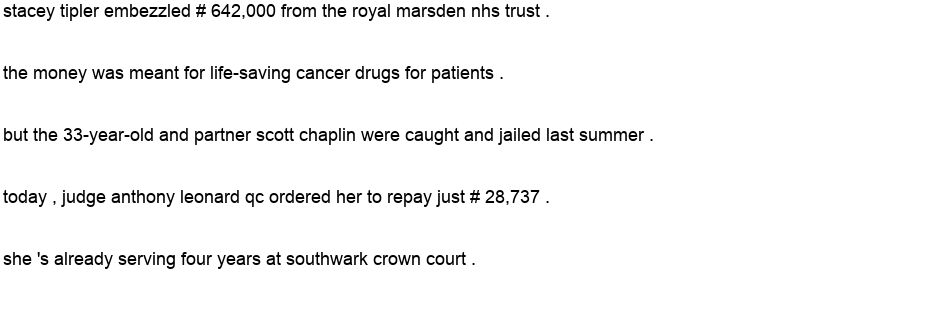 stacey tipler embezzled # 642,000 from the royal marsden nhs trust .
the money was meant for life-saving cancer drugs for patients .
but the 33-year-old and partner scott chaplin were caught and jailed last summer .
today , judge anthony leonard qc ordered her to repay just # 28,737 .
she 's already serving four years at southwark crown court .